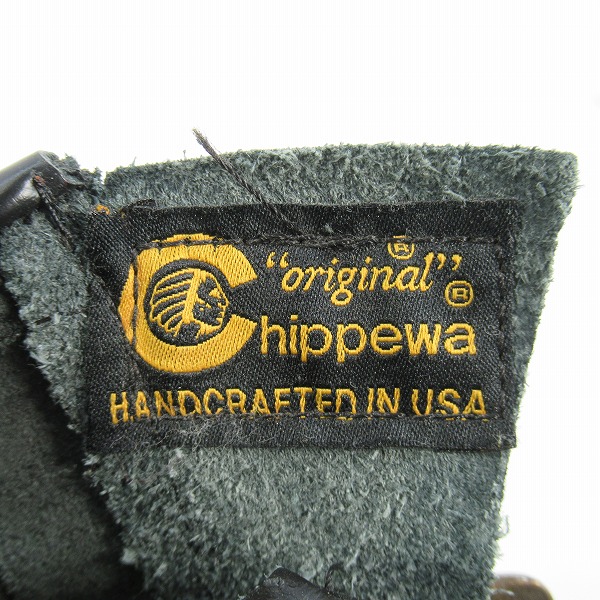 "original" ®
Chippewa ®
HANDCRAFTED IN USA